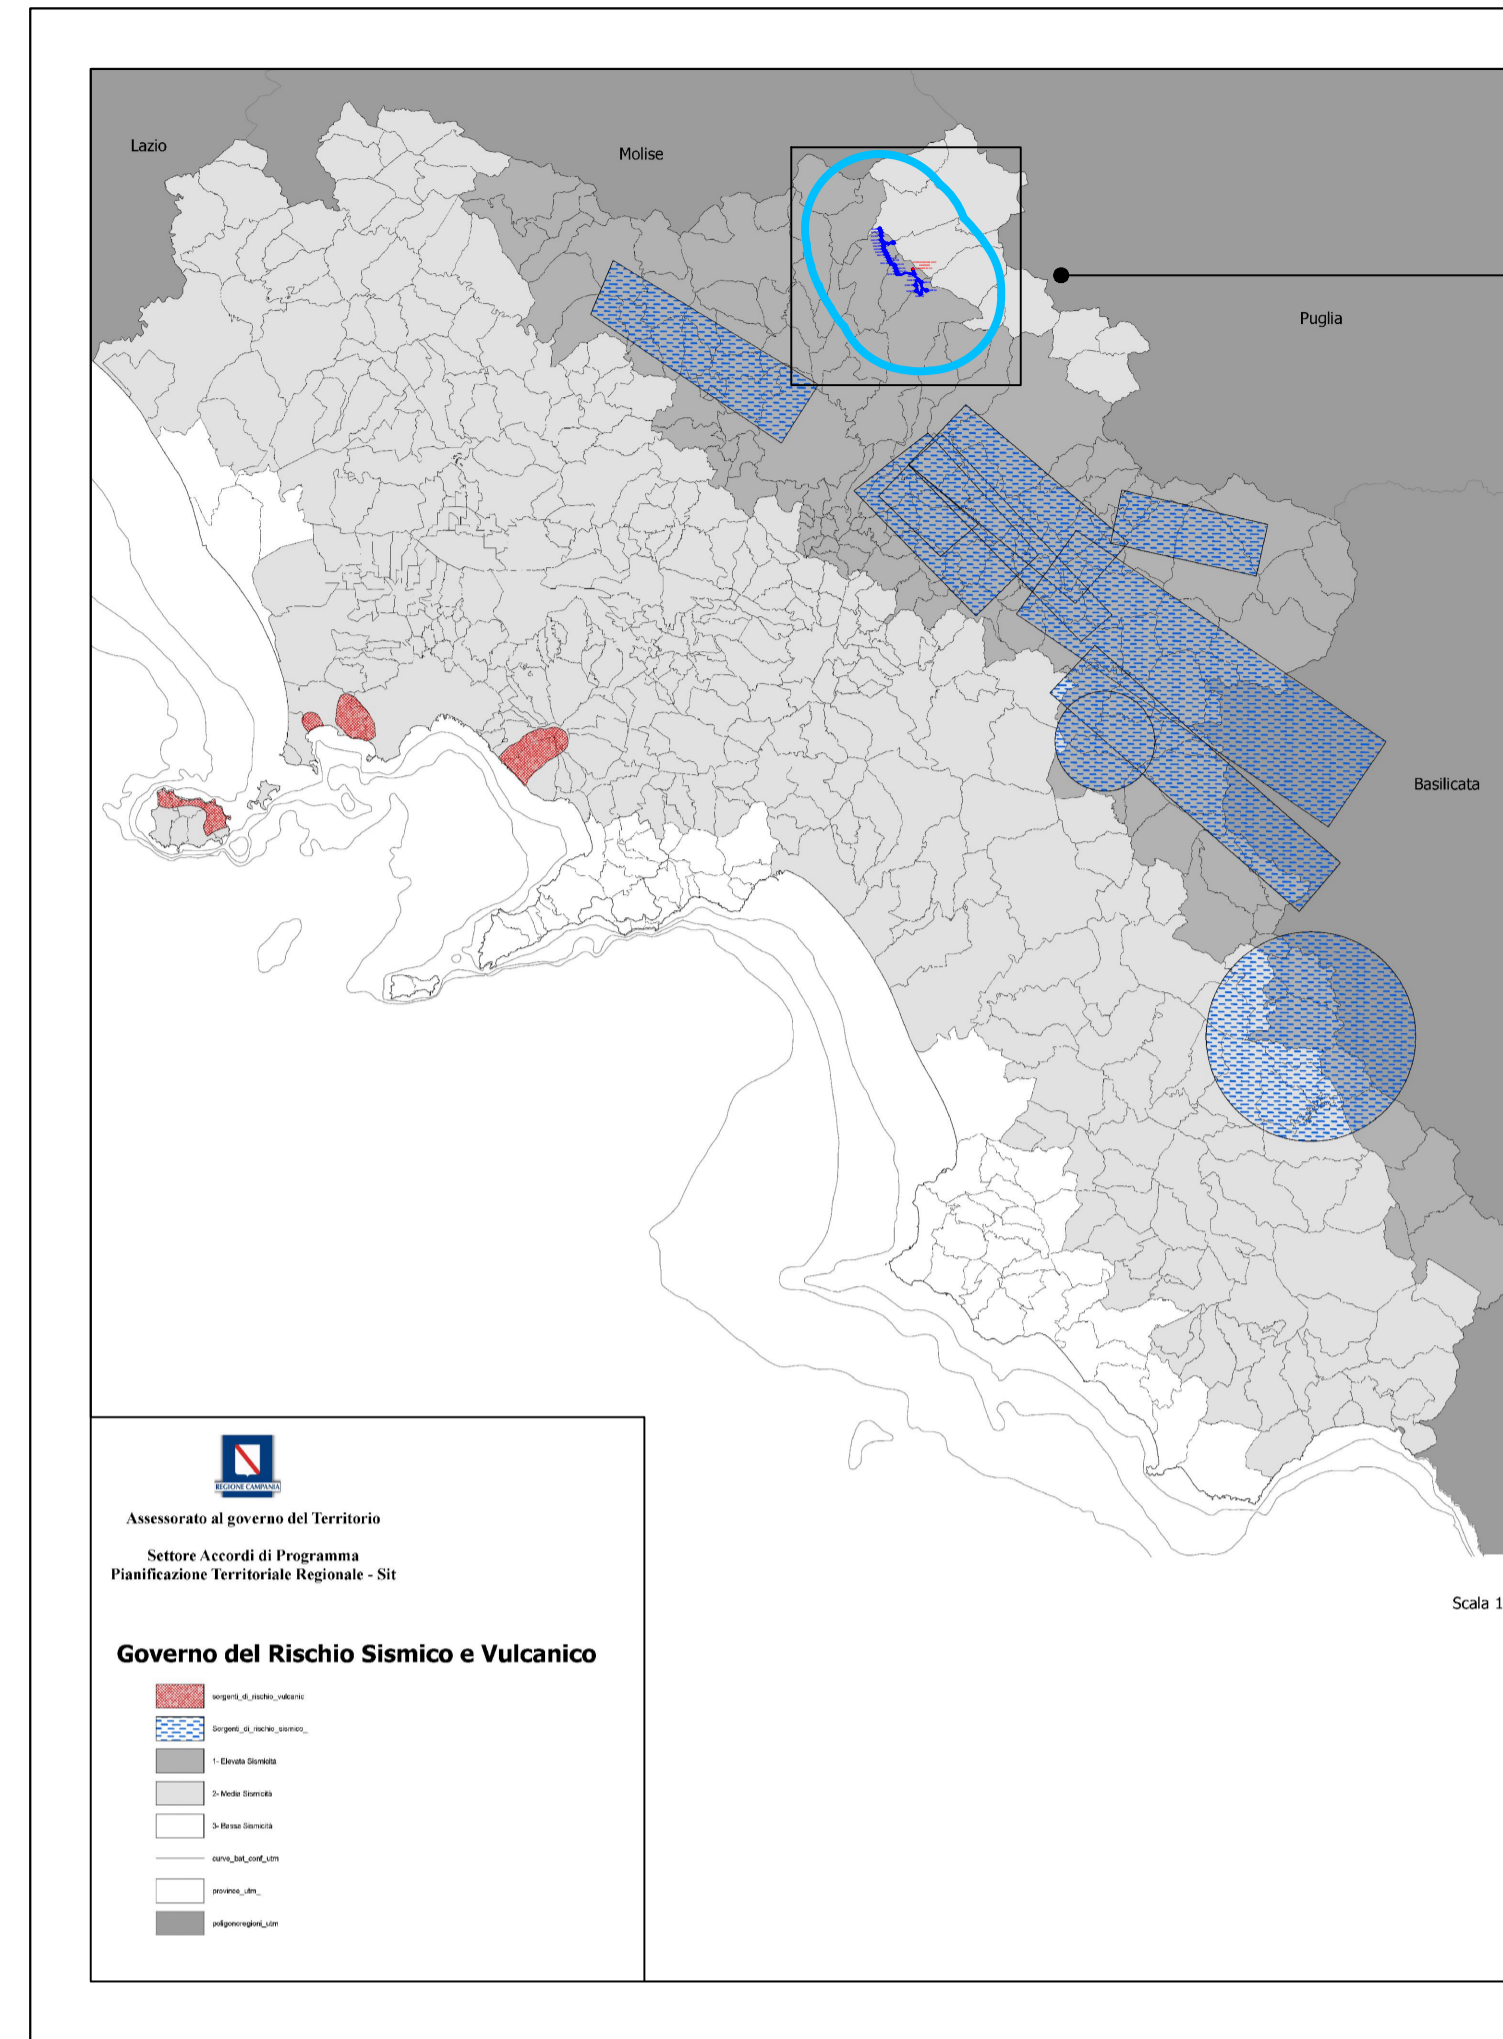 Lazio
Molise
Puglia
Basilicata
Scala 1
REGIONE CAMPANIA
Assessorato al governo del Territorio
Settore Accordi di Programma
Pianificazione Territoriale Regionale - Sit
Governo del Rischio Sismico e Vulcanico
sorgenti_di_rischio_vulcanic
Sorgenti_di_rischio_sismico_
1- Elevata Sismicità
2- Media Sismicità
3- Bassa Sismicità
curve_bat_conf_utm
province_utm_
poligonoregioni_utm